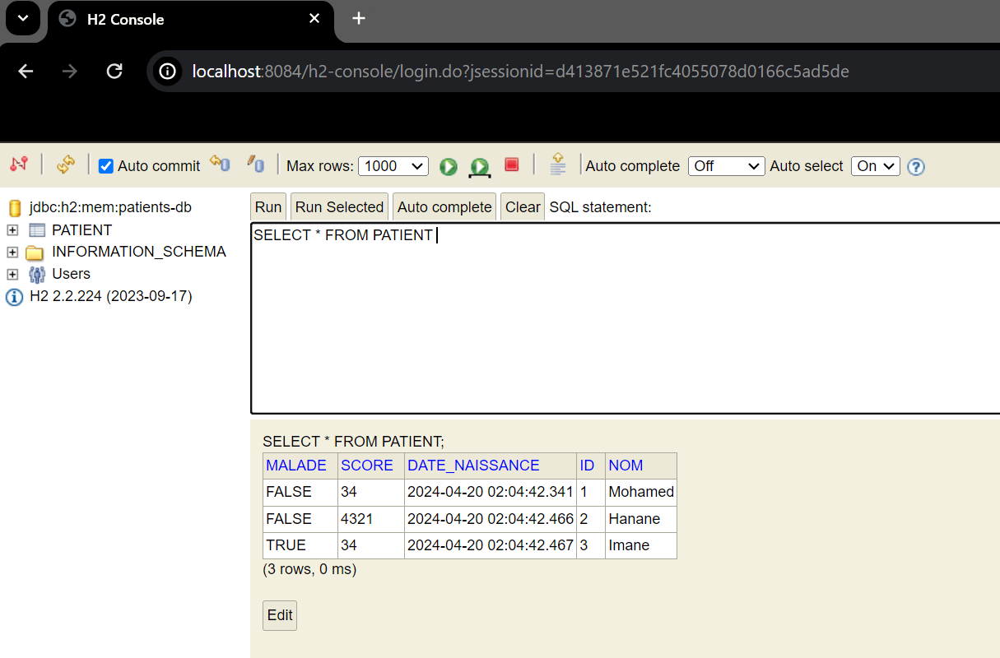 H2 Console
localhost:8084/h2-console/login.do?jsessionid=d413871e521fc4055078d0166c5ad5de
Auto commit Max rows: 1000 Auto complete Off Auto select On
jdbc:h2:mem:patients-db
PATIENT
INFORMATION_SCHEMA
Users
H2 2.2.224 (2023-09-17)
Run Run Selected Auto complete Clear SQL statement:
SELECT * FROM PATIENT
SELECT * FROM PATIENT;
MALADE SCORE DATE_NAISSANCE ID NOM
FALSE 34 2024-04-20 02:04:42.341 1 Mohamed
FALSE 4321 2024-04-20 02:04:42.466 2 Hanane
TRUE 34 2024-04-20 02:04:42.467 3 Imane
(3 rows, 0 ms)
Edit